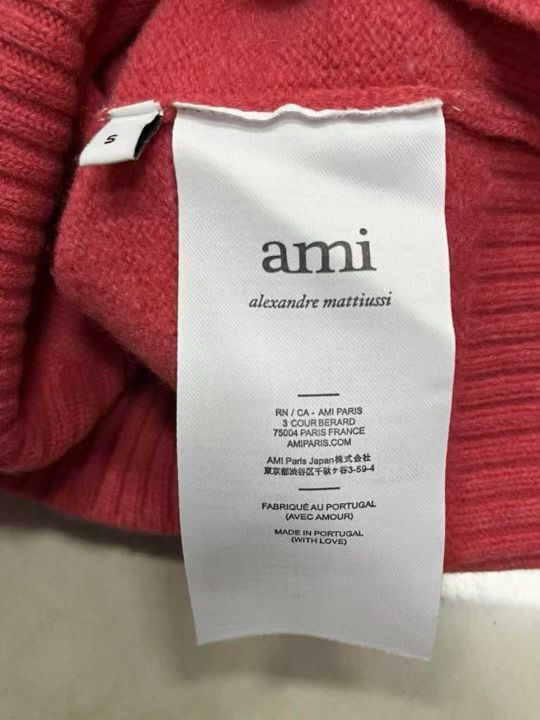 S
ami
alexandre mattiussi
RN / CA - AMI PARIS
3 COUR BERARD
75004 PARIS FRANCE
AMIPARIS.COM
AMI Paris Japan株式会社
東京都渋谷区千駄ヶ谷3-59-4
FABRIQUÉ AU PORTUGAL
(AVEC AMOUR)
MADE IN PORTUGAL
(WITH LOVE)